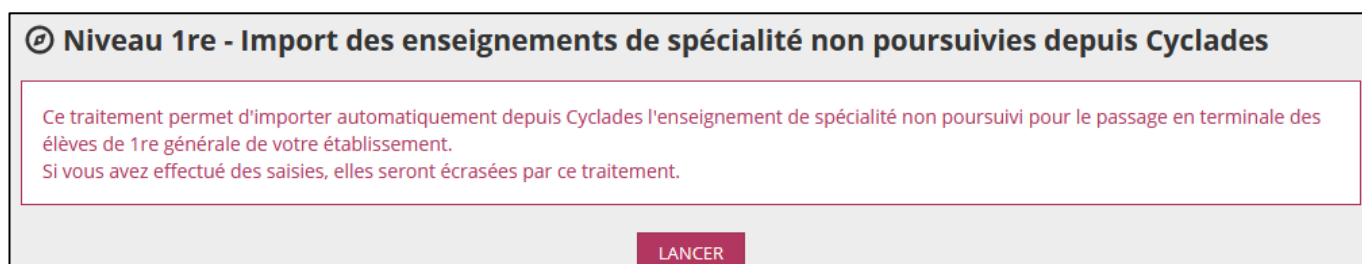 Niveau 1re - Import des enseignements de spécialité non poursuivies depuis Cyclades
Ce traitement permet d'importer automatiquement depuis Cyclades l'enseignement de spécialité non poursuivi pour le passage en terminale des
élèves de 1re générale de votre établissement.
Si vous avez effectué des saisies, elles seront écrasées par ce traitement.
LANCER